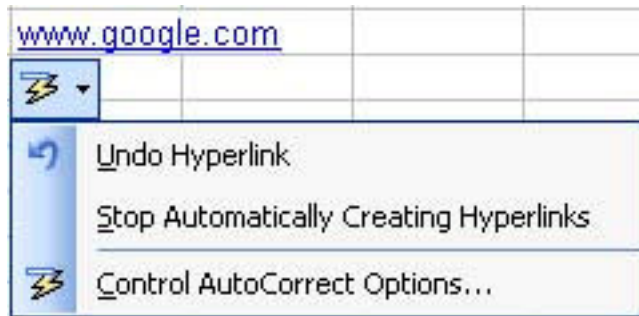 www.google.com
Undo Hyperlink
Stop Automatically Creating Hyperlinks
Control AutoCorrect Options...